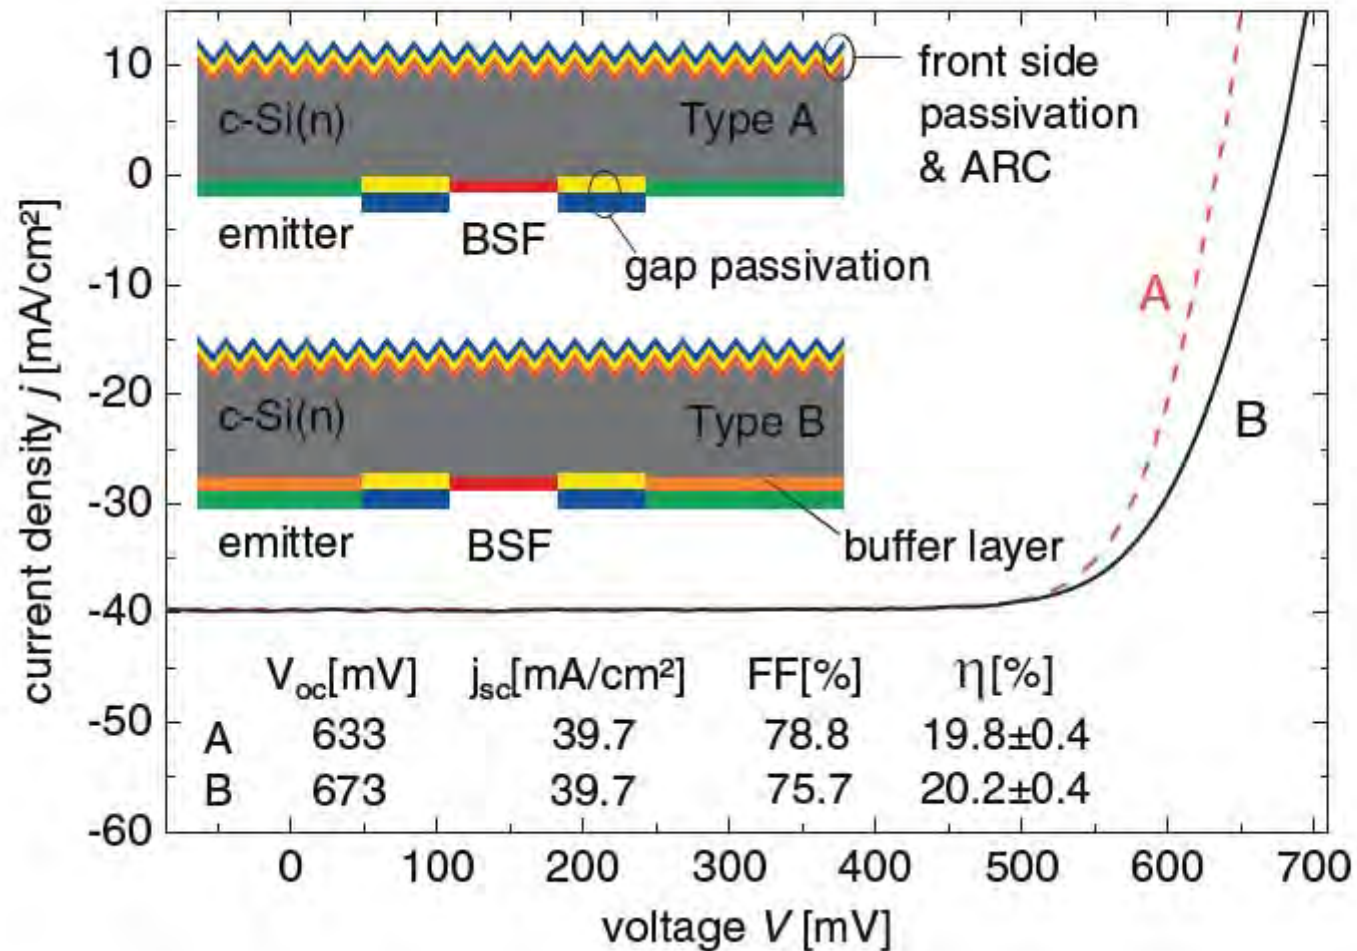 current density j [mA/cm²]
10
0
-10
-20
-30
-40
-50
-60
c-Si(n)
Type A
front side
passivation
& ARC
emitter
BSF
gap passivation
A
B
c-Si(n)
Type B
emitter
BSF
buffer layer
Voc[mV] jsc[mA/cm²] FF[%] η[%]
A 633 39.7 78.8 19.8±0.4
B 673 39.7 75.7 20.2±0.4
0 100 200 300 400 500 600 700
voltage V [mV]